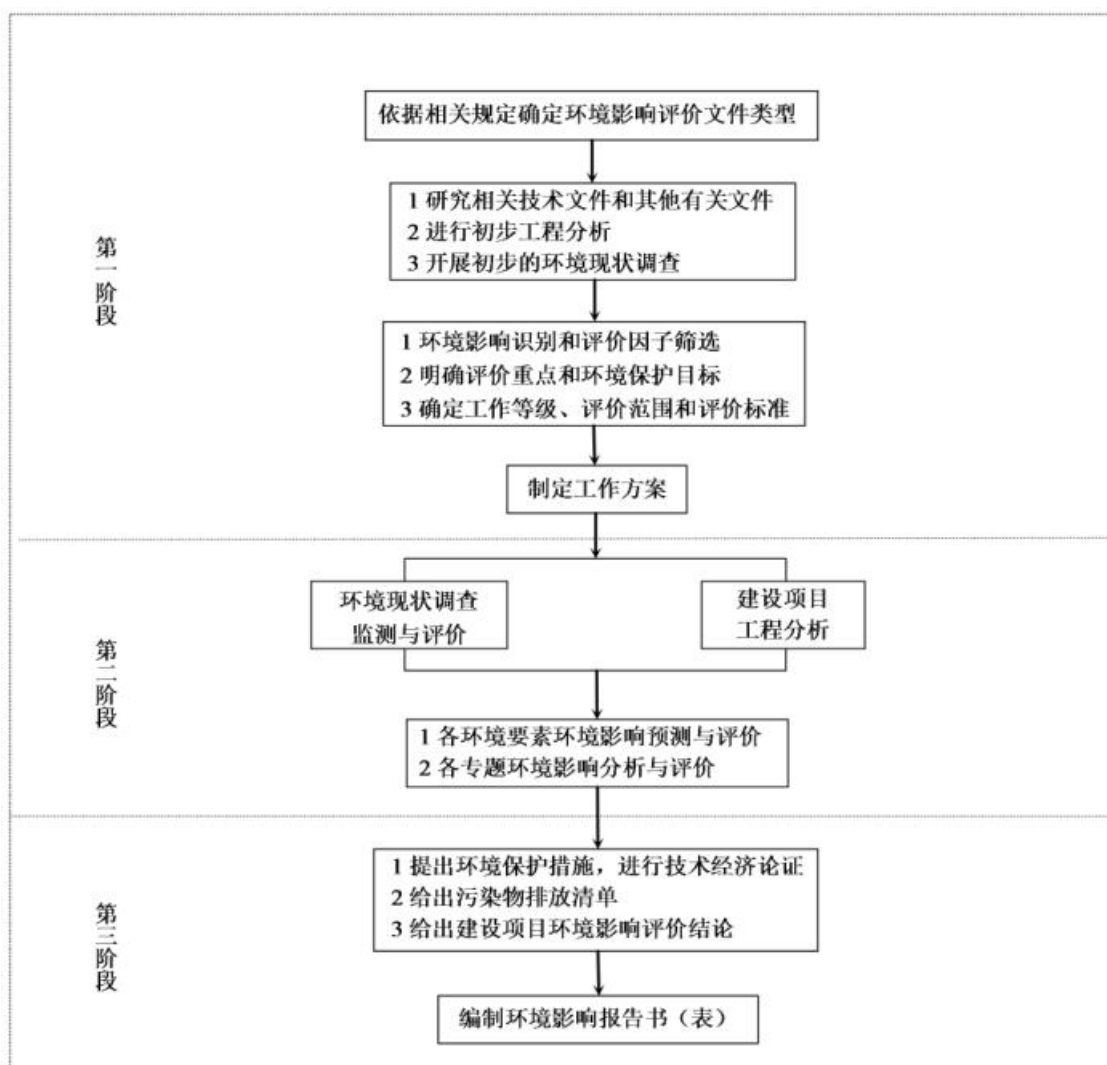 依据相关规定确定环境影响评价文件类型
1 研究相关技术文件和其他有关文件
2 进行初步工程分析
3 开展初步的环境现状调查
第一阶段
1 环境影响识别和评价因子筛选
2 明确评价重点和环境保护目标
3 确定工作等级、评价范围和评价标准
制定工作方案
环境现状调查
监测与评价
建设项目
工程分析
第二阶段
1 各环境要素环境影响预测与评价
2 各专题环境影响分析与评价
1 提出环境保护措施，进行技术经济论证
2 给出污染物排放清单
3 给出建设项目环境影响评价结论
第三阶段
编制环境影响报告书（表）